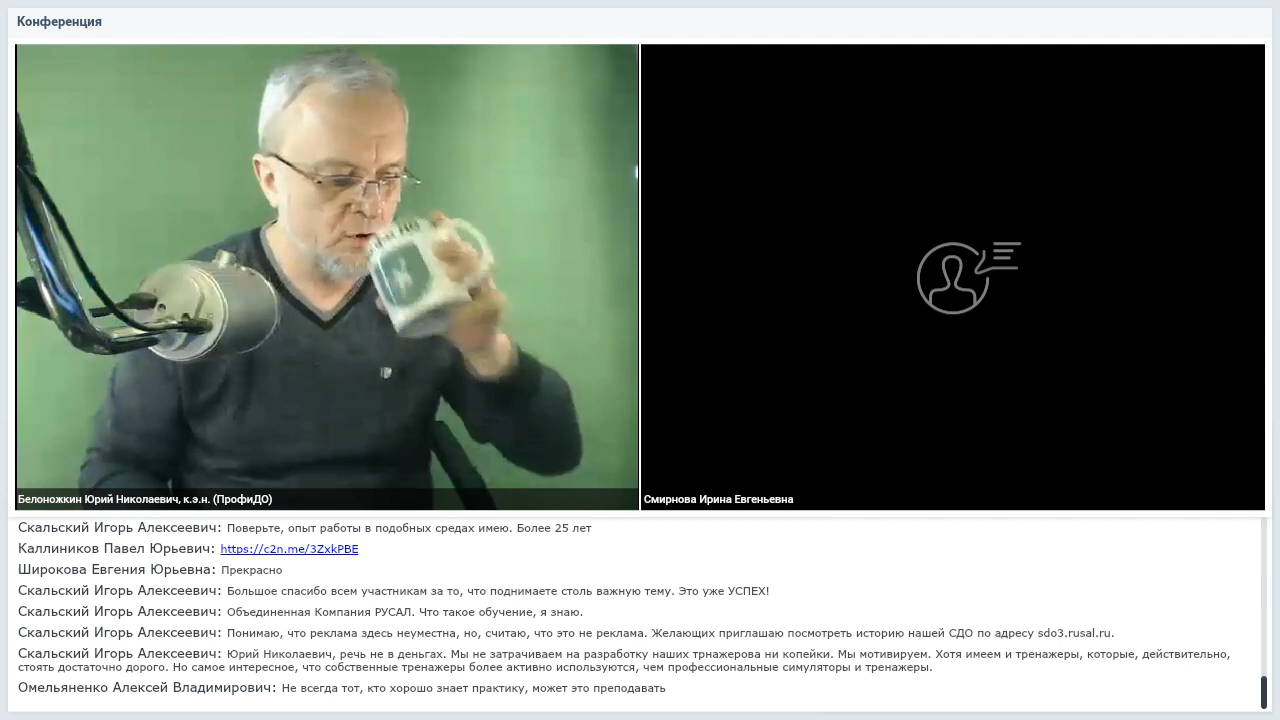 Конференция
Белоножкин Юрий Николаевич, к.э.н. (ПрофиДО)
Смирнова Ирина Евгеньевна
Скальский Игорь Алексеевич: Поверьте, опыт работы в подобных средах имею. Более 25 лет
Каллиников Павел Юрьевич: https://c2n.me/3ZxkPBE
Широкова Евгения Юрьевна: Прекрасно
Скальский Игорь Алексеевич: Большое спасибо всем участникам за то, что поднимаете столь важную тему. Это уже УСПЕХ!
Скальский Игорь Алексеевич: Объединенная Компания РУСАЛ. Что такое обучение, я знаю.
Скальский Игорь Алексеевич: Понимаю, что реклама здесь неуместна, но, считаю, что это не реклама. Желающих приглашаю посмотреть историю нашей СДО по адресу sdo3.rusal.ru.
Скальский Игорь Алексеевич: Юрий Николаевич, речь не в деньгах. Мы не затрачиваем на разработку наших трнажерова ни копейки. Мы мотивируем. Хотя имеем и тренажеры, которые, действительно,
стоять достаточно дорого. Но самое интересное, что собственные тренажеры более активно используются, чем профессиональные симуляторы и тренажеры.
Омельяненко Алексей Владимирович: Не всегда тот, кто хорошо знает практику, может это преподавать